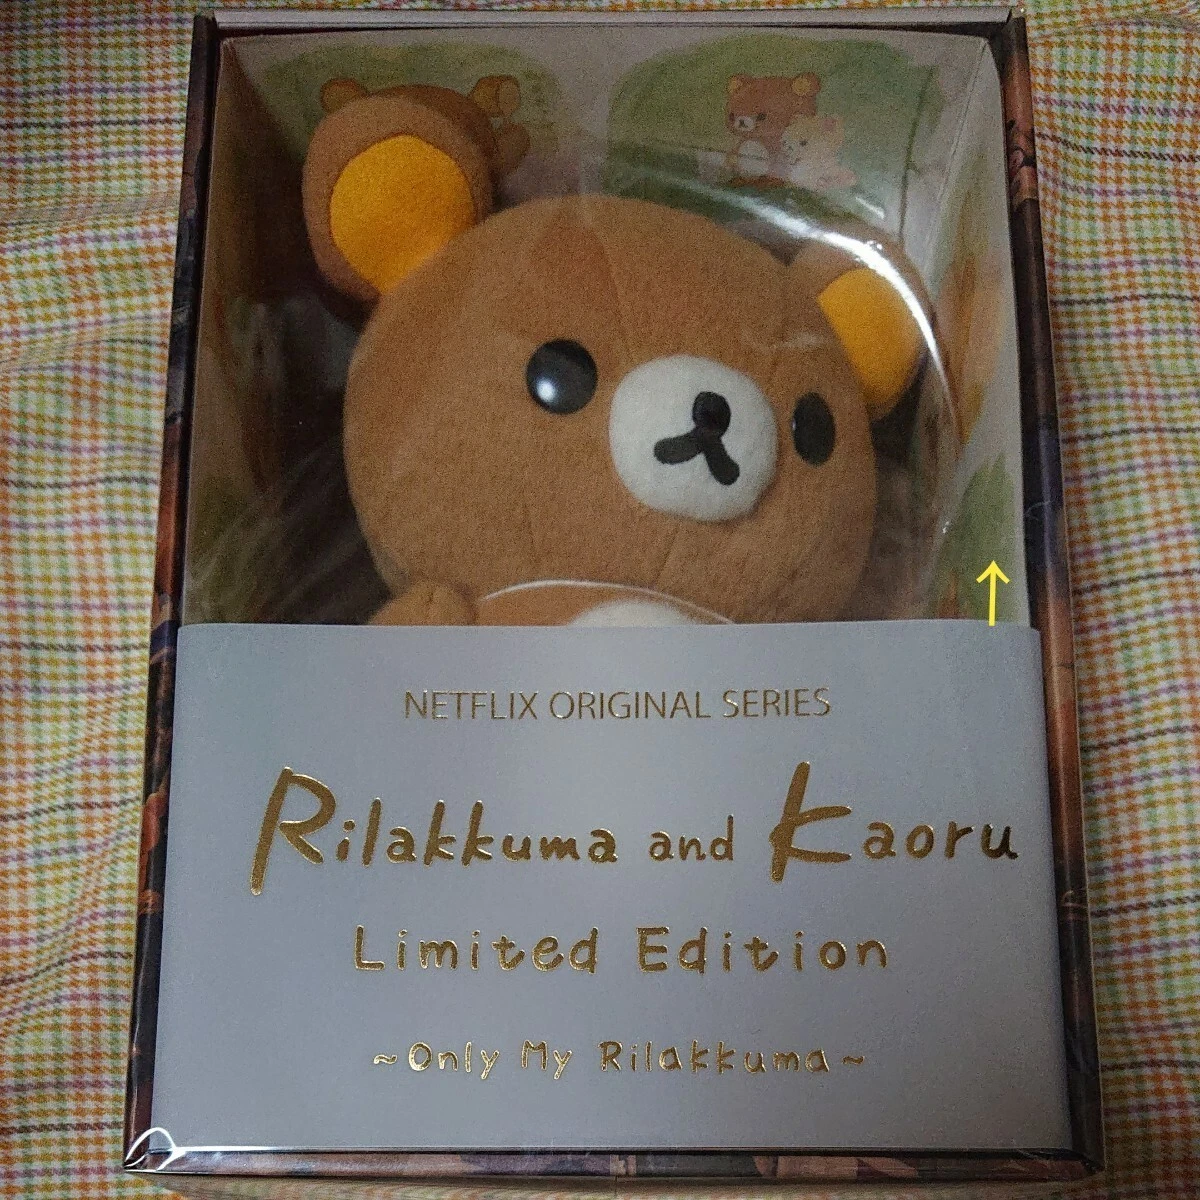 NETFLIX ORIGINAL SERIES
Rilakkuma and Kaoru
Limited Edition
~Only My Rilakkuma~